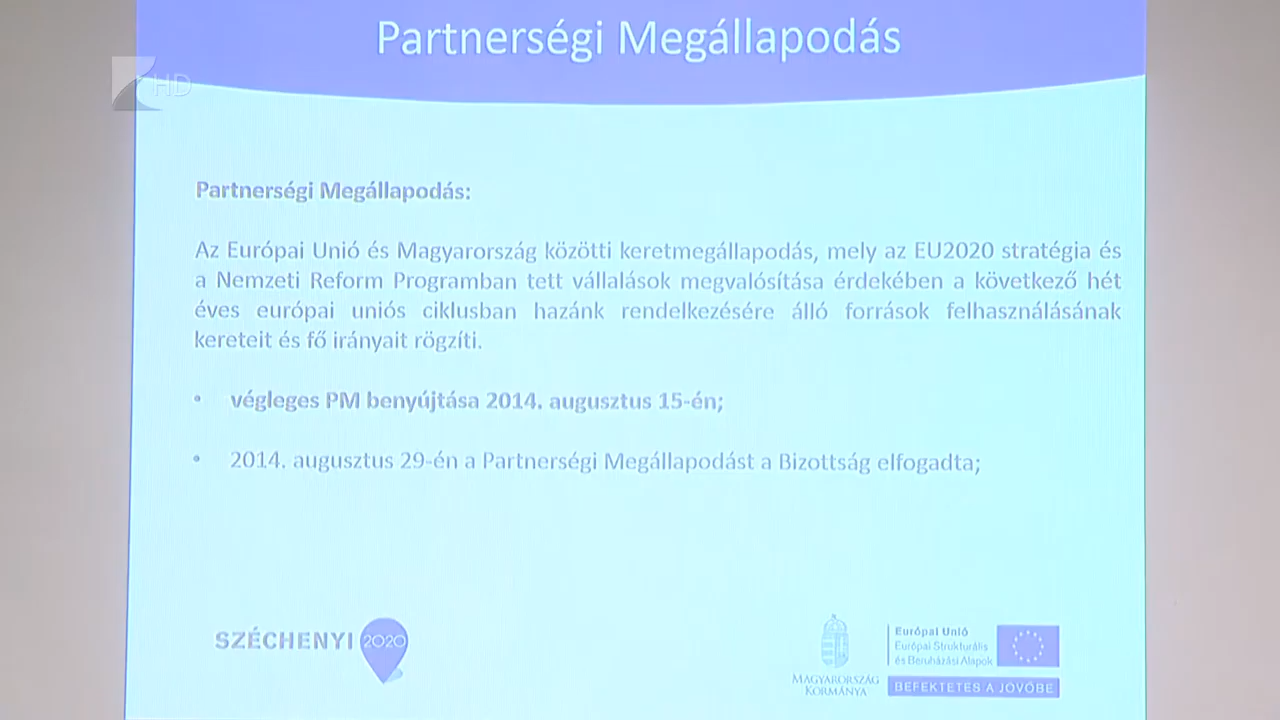 Partnerségi Megállapodás
HD
Partnerségi Megállapodás:
Az Európai Unió és Magyarország közötti keretmegállapodás, mely az EU2020 stratégia és
a Nemzeti Reform Programban tett vállalások megvalósítása érdekében a következő hét
éves európai uniós ciklusban hazánk rendelkezésére álló források felhasználásának
kereteit és fő irányait rögzíti.
• végleges PM benyújtása 2014. augusztus 15-én;
• 2014. augusztus 29-én a Partnerségi Megállapodást a Bizottság elfogadta;
SZÉCHENYI 2020
MAGYARORSZÁG
KORMÁNYA
Európai Unió
Európai Strukturális
és Beruházási Alapok
BEFEKTETÉS A JÖVŐBE